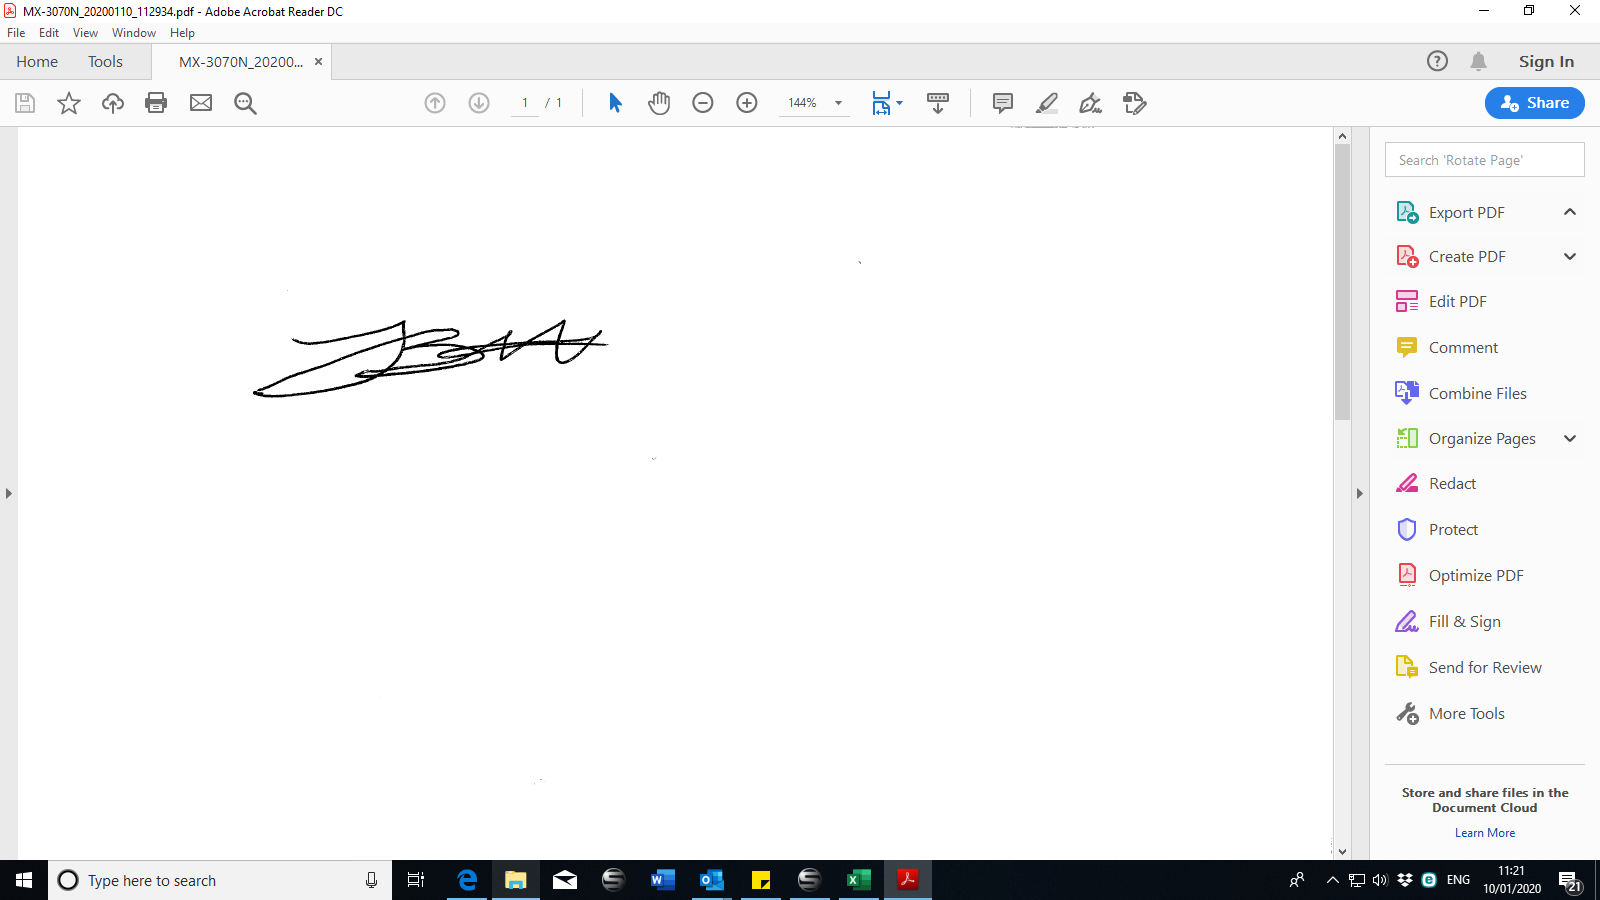 MX-3070N_20200110_112934.pdf - Adobe Acrobat Reader DC
File Edit View Window Help
Home Tools MX-3070N_20200... × Sign In
1 / 1 144% Share
Search 'Rotate Page'
Export PDF
Create PDF
Edit PDF
Comment
Combine Files
Organize Pages
Redact
Protect
Optimize PDF
Fill & Sign
Send for Review
More Tools
Store and share files in the
Document Cloud
Learn More
Type here to search
ENG
11:21
10/01/2020
21